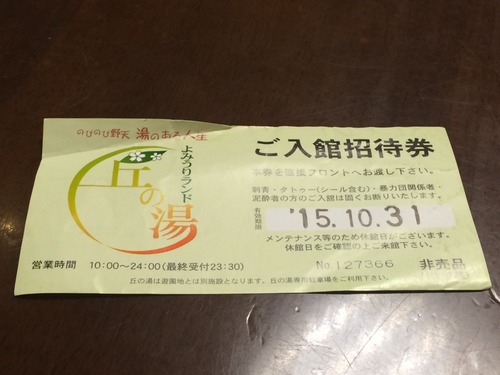 のびのび野天 湯のある人生
よみうりランド
丘の湯
営業時間 10:00〜24:00(最終受付23:30)
丘の湯は遊園地とは別施設となります。丘の湯専用駐車場をご利用下さい。
ご入館招待券
本券を直接フロントへお渡し下さい。
刺青・タトゥー(シール含む)・暴力団関係者・
泥酔者の方のご入館は固くお断りいたします。
有効期限 '15.10.31
メンテナンス等のため休館日がございます。
休館日をご確認の上ご来館下さい。
No.127366 非売品